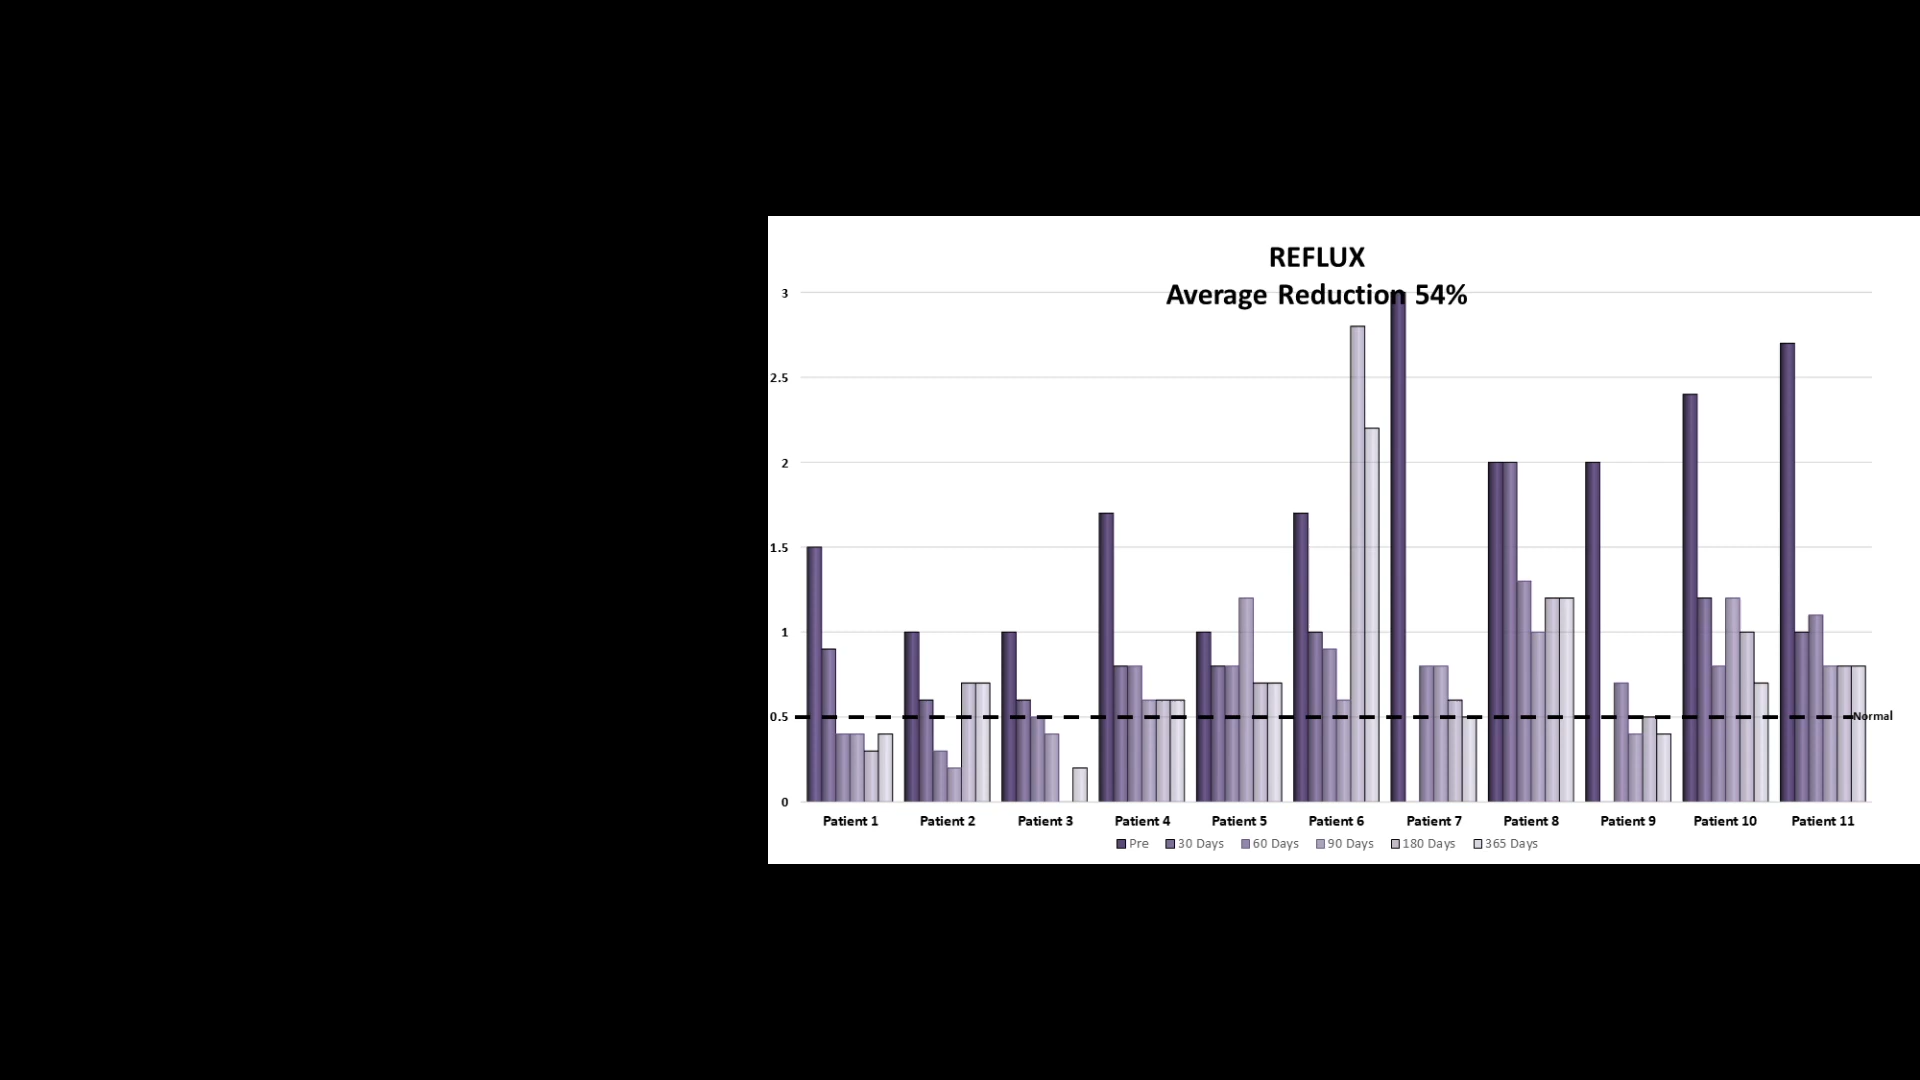 REFLUX
Average Reduction 54%
3
2.5
2
1.5
1
0.5
Normal
0
Patient 1 Patient 2 Patient 3 Patient 4 Patient 5 Patient 6 Patient 7 Patient 8 Patient 9 Patient 10 Patient 11
Pre 30 Days 60 Days 90 Days 180 Days 365 Days